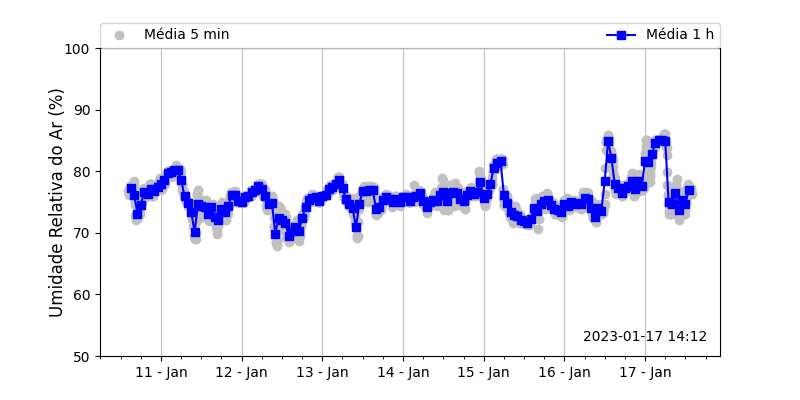 Média 5 min
Média 1 h
Umidade Relativa do Ar (%)
100
90
80
70
60
50
2023-01-17 14:12
11 - Jan
12 - Jan
13 - Jan
14 - Jan
15 - Jan
16 - Jan
17 - Jan